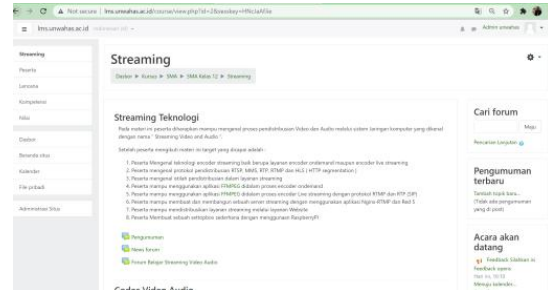 Not secure | lms.unwahas.ac.id/course/view.php?id=2&sesskey=HNiclaAlIie
lms.unwahas.ac.id
Admin unwahas
Streaming
Peserta
Lencana
Kompetensi
Nilai
Dasbor
Beranda situs
Kalender
File pribadi
Administrasi Situs
Streaming
Dasbor ▶ Kursus ▶ SMA ▶ SMA Kelas 12 ▶ Streaming
Streaming Teknologi
Pada materi ini peserta diharapkan mampu mengenal proses pendistribusian Video dan Audio melalui sistem Jaringan komputer yang dikenal
dengan nama " Streaming Video and Audio ".
Setelah peserta mengikuti materi ini target yang dicapai adalah :
1. Peserta Mengenal teknologi encoder streaming baik berupa layanan encoder ondemand maupun encoder live streaming
2. Peserta mengenal protokol pendistribusian RTSP, MMS, RTP, RTMP dan HLS ( HTTP segmentation )
3. Peserta mengenal istilah pendistribusian dalam layanan streaming
4. Peserta mampu menggunakan aplikasi FFMPEG didalam proses encoder ondemand
5. Peserta mampu menggunakan aplikasi FFMPEG didalam proses encoder Live streaming dengan protokol RTMP dan RTP (SIP)
6. Peserta mampu membuat dan membangun sebuah server streaming dengan menggunakan aplikasi Nginx RTMP dan Red 5
7. Peserta mampu mendistribusikan layanan streaming melalui layanan Website
8. Peserta Membuat sebuah settopbox sederhana dengan menggunakan RaspberryPI
Pengumuman
News forum
Forum Belajar Streaming Video Audio
Codec Video Audio
Cari forum
Maju
Pencarian Lanjutan
Pengumuman
terbaru
Tambah topik baru...
(Tidak ada pengumuman
yang di post)
Acara akan
datang
Feedback Silahkan isi
feedback opens
Hari ini, 10:10
Menuju kalender...